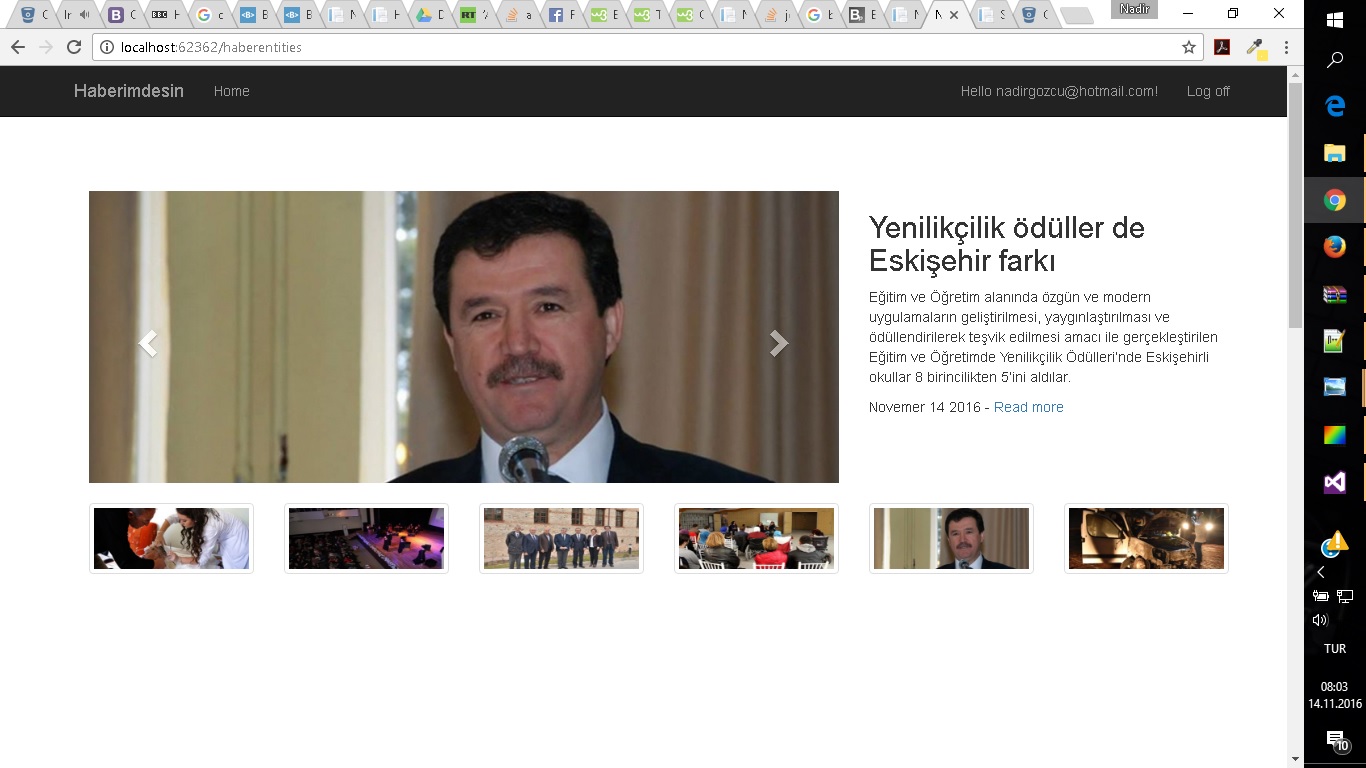 Nadir
localhost:62362/haberentities
Haberimdesin
Home
Hello nadirgozcu@hotmail.com!
Log off
Yenilikçilik ödüller de
Eskişehir farkı
Eğitim ve Öğretim alanında özgün ve modern
uygulamaların geliştirilmesi, yaygınlaştırılması ve
ödüllendirilerek teşvik edilmesi amacı ile gerçekleştirilen
Eğitim ve Öğretimde Yenilikçilik Ödülleri'nde Eskişehirli
okullar 8 birincilikten 5'ini aldılar.
Novemer 14 2016 - Read more
TUR
08:03
14.11.2016
10